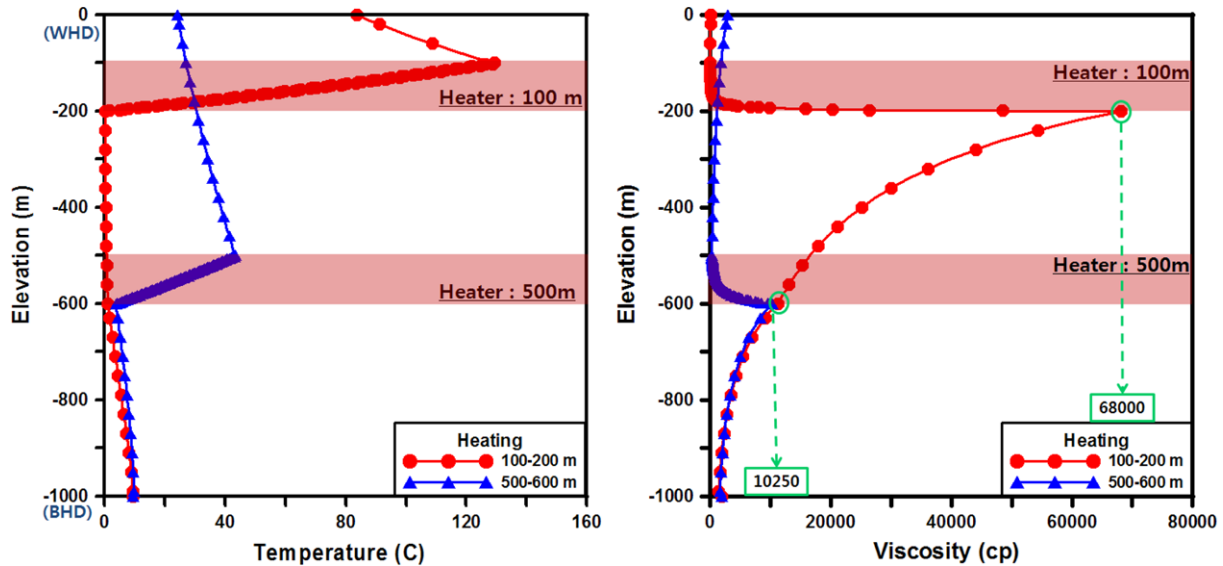 0
(WHD)
-200
-400
-600
-800
-1000
(BHD)
Elevation (m)
Heater : 100 m
Heater : 500m
Heating
100-200 m
500-600 m
0
40
80
120
160
Temperature (C)
0
-200
-400
-600
-800
-1000
Elevation (m)
Heater : 100m
Heater : 500m
68000
10250
Heating
100-200 m
500-600 m
0
20000
40000
60000
80000
Viscosity (cp)